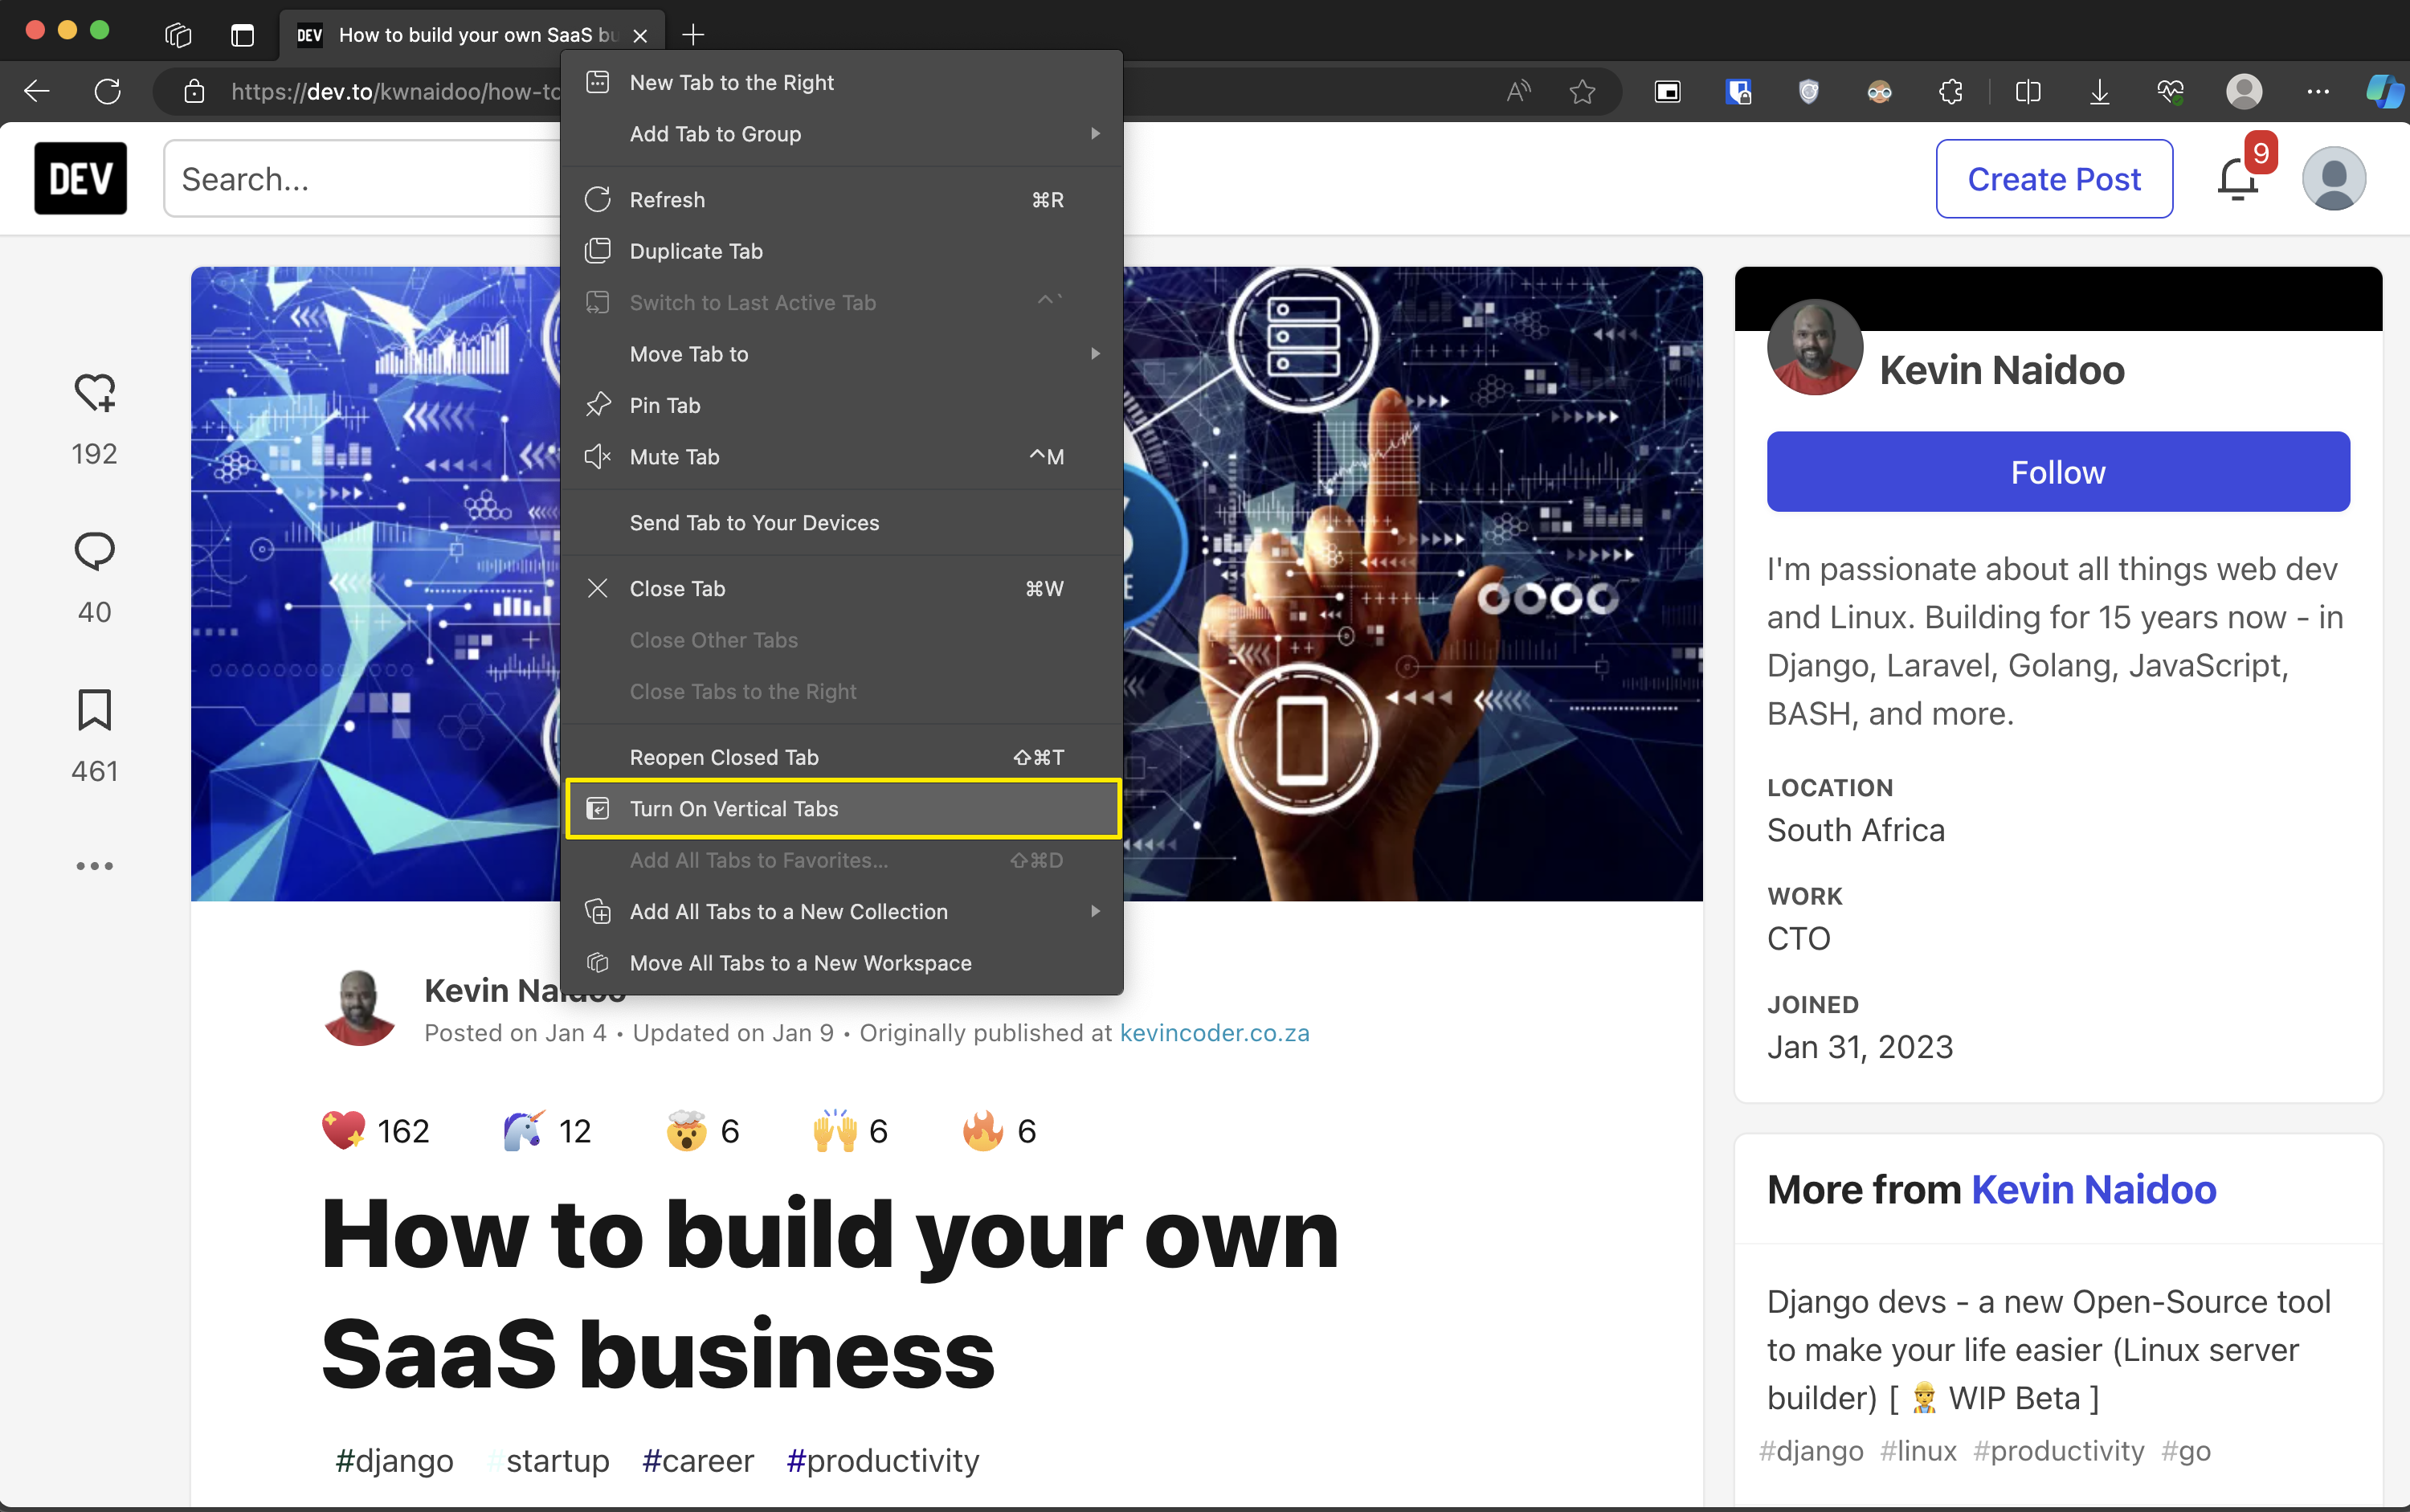 DEV How to build your own SaaS bu
https://dev.to/kwnaidoo/how-to
New Tab to the Right
Add Tab to Group
Refresh ⌘R
Duplicate Tab
Switch to Last Active Tab ^`
Move Tab to
Pin Tab
Mute Tab ^M
Send Tab to Your Devices
Close Tab ⌘W
Close Other Tabs
Close Tabs to the Right
Reopen Closed Tab ⇧⌘T
Turn On Vertical Tabs
Add All Tabs to Favorites... ⇧⌘D
Add All Tabs to a New Collection
Move All Tabs to a New Workspace
DEV
Search...
Create Post
9
192
40
461
Kevin Naidoo
Posted on Jan 4 • Updated on Jan 9 • Originally published at kevincoder.co.za
162 12 6 6 6
How to build your own
SaaS business
#django #startup #career #productivity
Kevin Naidoo
Follow
I'm passionate about all things web dev
and Linux. Building for 15 years now - in
Django, Laravel, Golang, JavaScript,
BASH, and more.
LOCATION
South Africa
WORK
CTO
JOINED
Jan 31, 2023
More from Kevin Naidoo
Django devs - a new Open-Source tool
to make your life easier (Linux server
builder) [ 👷 WIP Beta ]
#django #linux #productivity #go